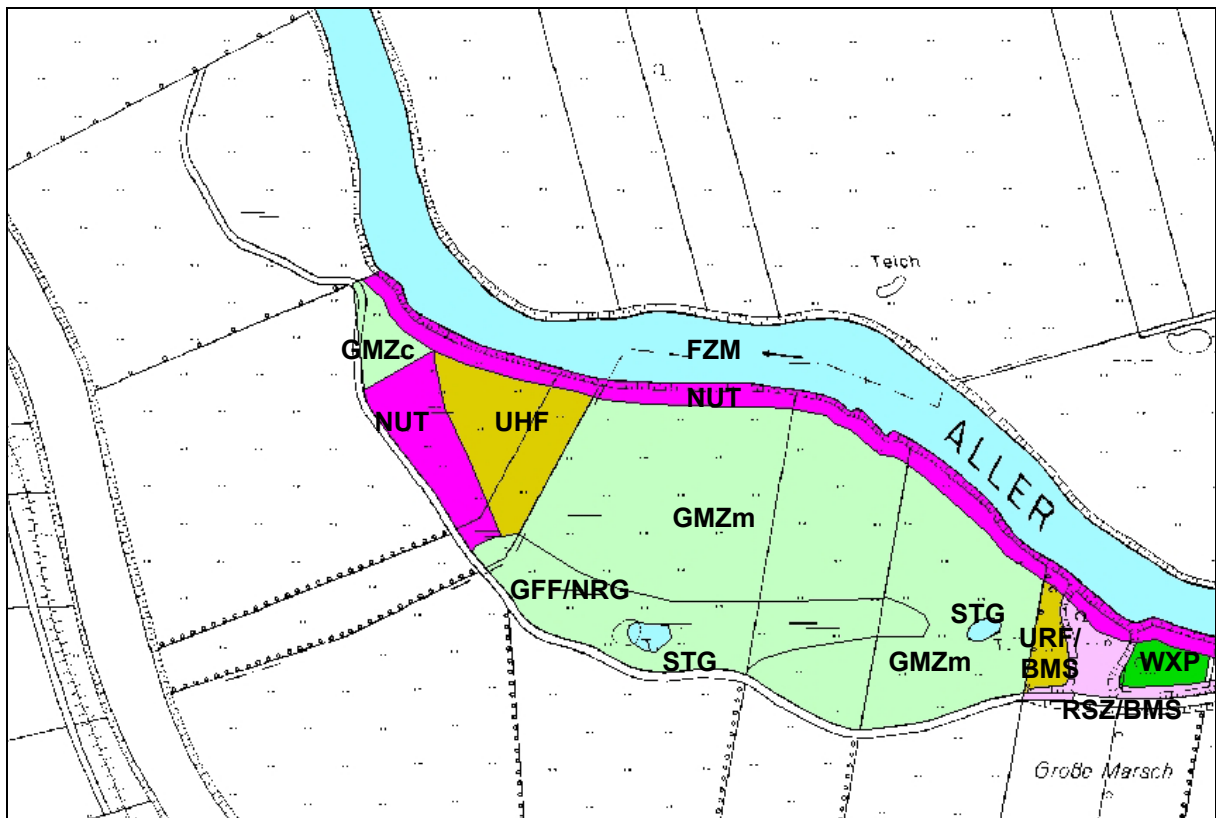 Teich
FZM
GMZc
NUT
NUT
UHF
ALLER
GMZm
GFF/NRG
STG
STG
URF/
BMS
WXP
GMZm
RSZ/BMS
Große Marsch